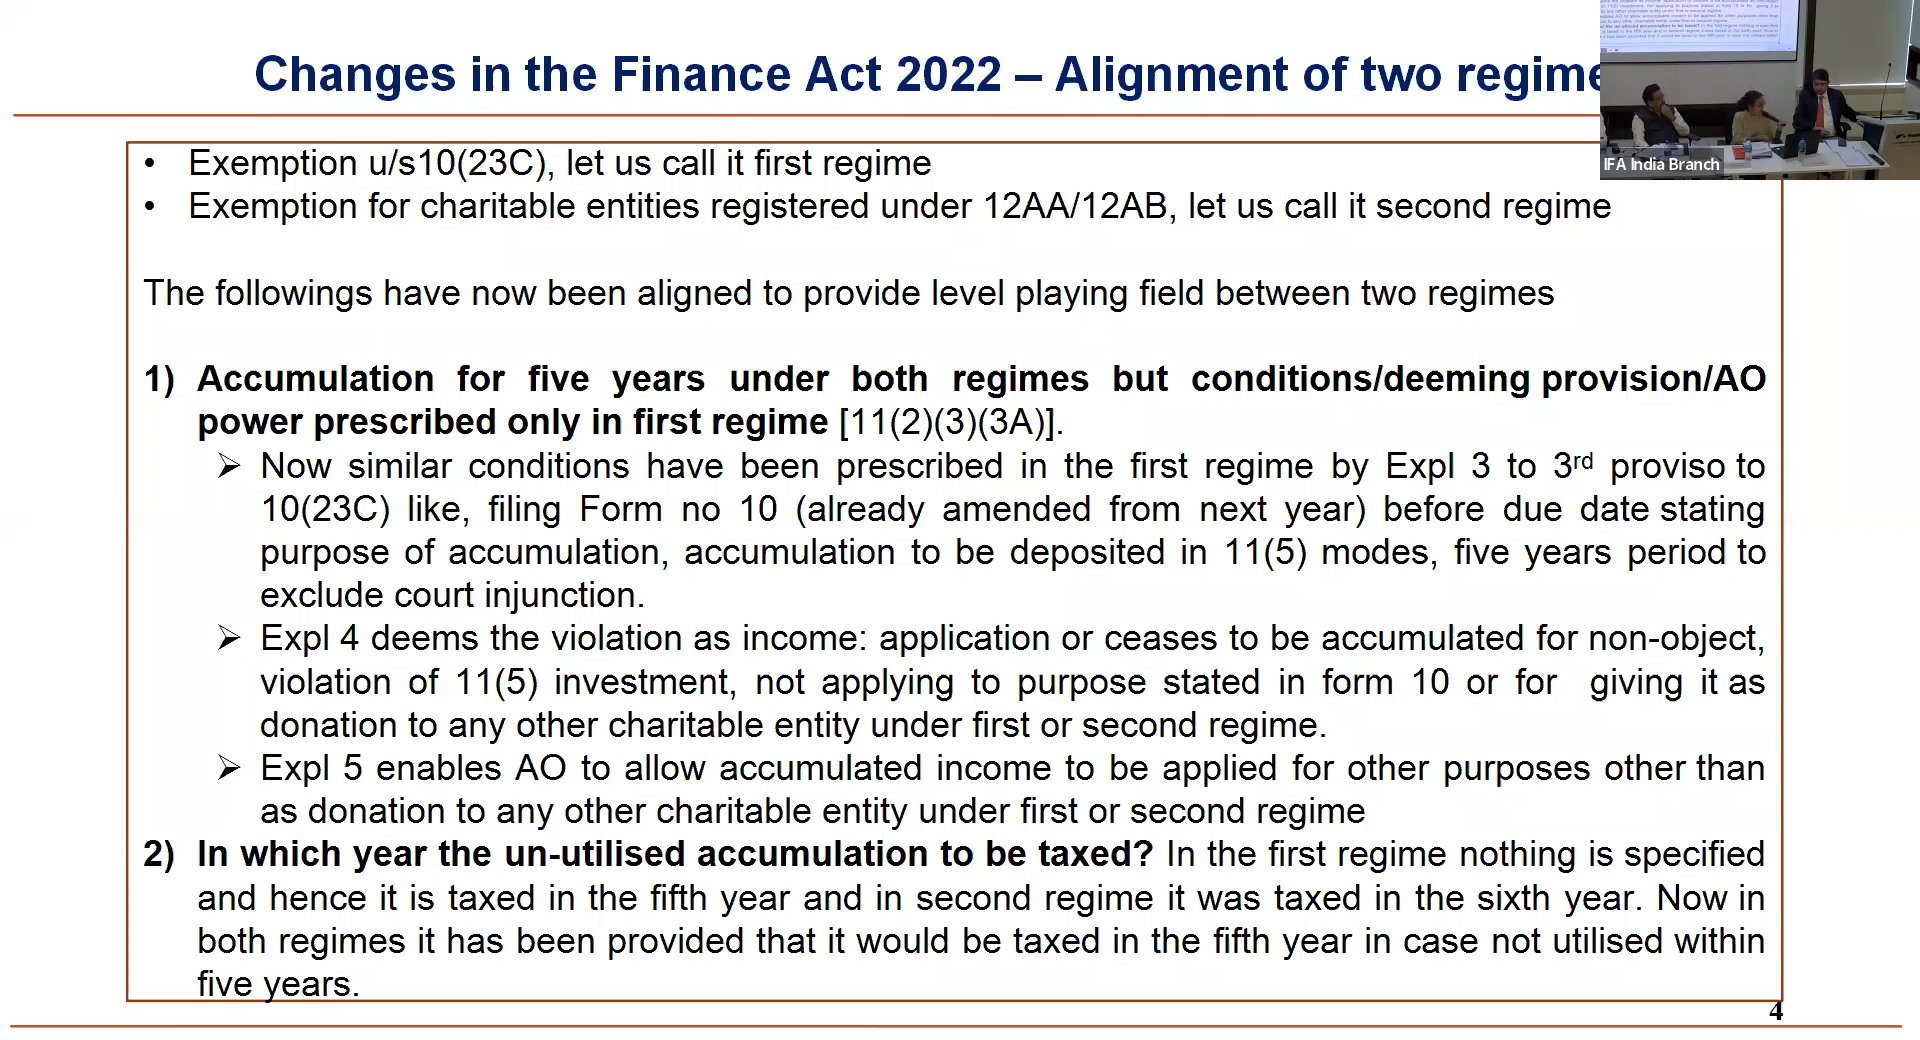 Changes in the Finance Act 2022 – Alignment of two regime
• Exemption u/s10(23C), let us call it first regime
• Exemption for charitable entities registered under 12AA/12AB, let us call it second regime
The followings have now been aligned to provide level playing field between two regimes
1) Accumulation for five years under both regimes but conditions/deeming provision/AO
power prescribed only in first regime [11(2)(3)(3A)].
➢ Now similar conditions have been prescribed in the first regime by Expl 3 to 3rd proviso to
10(23C) like, filing Form no 10 (already amended from next year) before due date stating
purpose of accumulation, accumulation to be deposited in 11(5) modes, five years period to
exclude court injunction.
➢ Expl 4 deems the violation as income: application or ceases to be accumulated for non-object,
violation of 11(5) investment, not applying to purpose stated in form 10 or for giving it as
donation to any other charitable entity under first or second regime.
➢ Expl 5 enables AO to allow accumulated income to be applied for other purposes other than
as donation to any other charitable entity under first or second regime
2) In which year the un-utilised accumulation to be taxed? In the first regime nothing is specified
and hence it is taxed in the fifth year and in second regime it was taxed in the sixth year. Now in
both regimes it has been provided that it would be taxed in the fifth year in case not utilised within
five years.
4
IFA India Branch